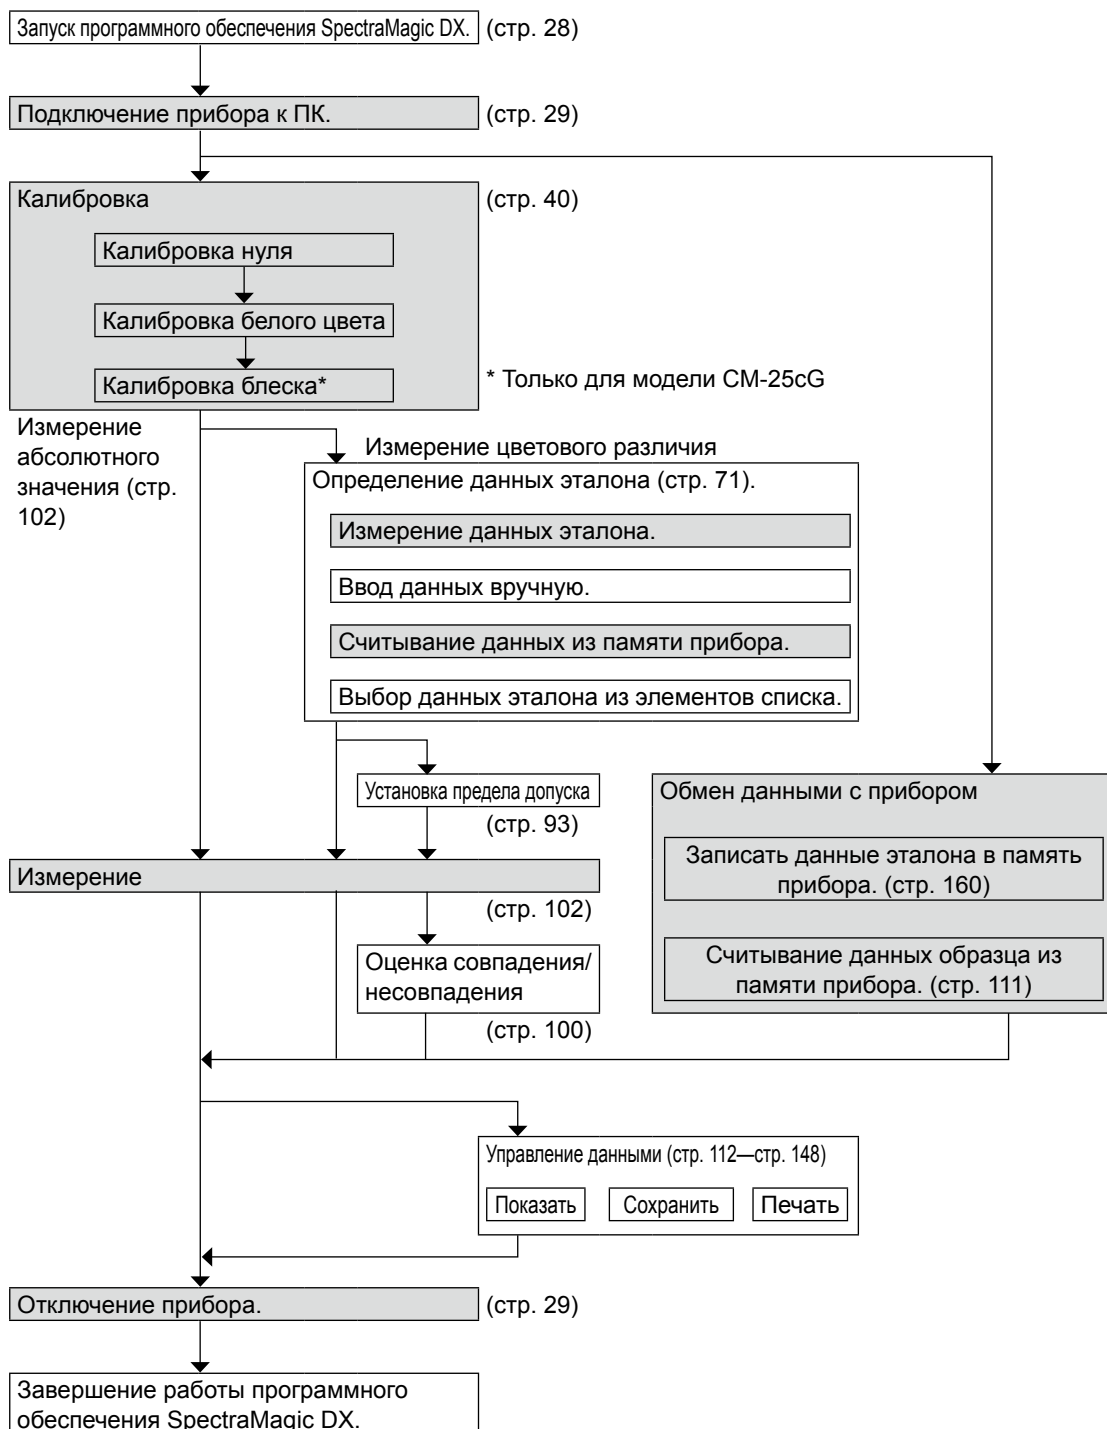 Запуск программного обеспечения SpectraMagic DX. (стр. 28)
Подключение прибора к ПК. (стр. 29)
Калибровка (стр. 40)
Калибровка нуля
Калибровка белого цвета
Калибровка блеска*
* Только для модели CM-25cG
Измерение
абсолютного
значения (стр.
102)
Измерение цветового различия
Определение данных эталона (стр. 71).
Измерение данных эталона.
Ввод данных вручную.
Считывание данных из памяти прибора.
Выбор данных эталона из элементов списка.
Установка предела допуска
(стр. 93)
Обмен данными с прибором
Записать данные эталона в память
прибора. (стр. 160)
Считывание данных образца из
памяти прибора. (стр. 111)
Измерение
(стр. 102)
Оценка совпадения/
несовпадения
(стр. 100)
Управление данными (стр. 112—стр. 148)
Показать Сохранить Печать
Отключение прибора. (стр. 29)
Завершение работы программного
обеспечения SpectraMagic DX.